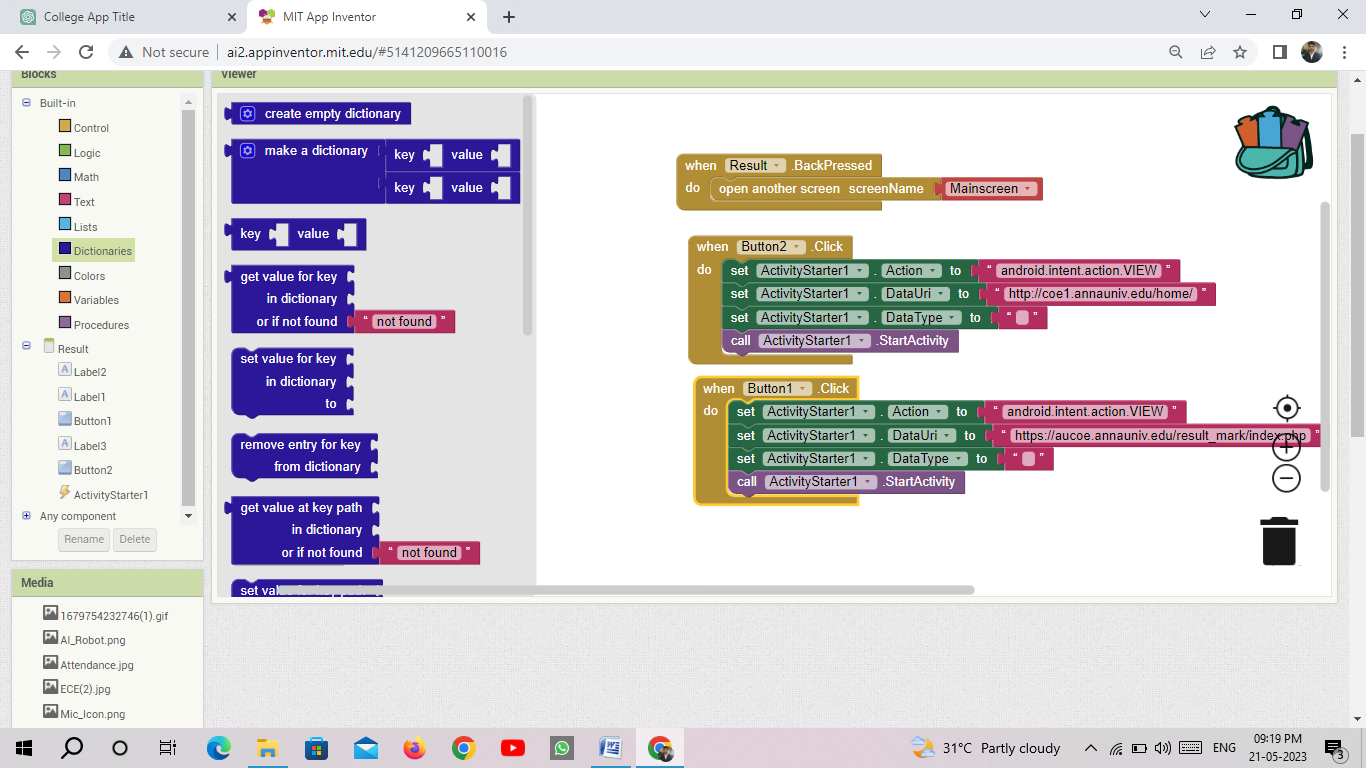 College App Title
MIT App Inventor
Not secure
ai2.appinventor.mit.edu/#5141209665110016
Blocks
Viewer
Built-in
Control
Logic
Math
Text
Lists
Dictionaries
Colors
Variables
Procedures
Result
Label2
Label1
Button1
Label3
Button2
ActivityStarter1
Any component
Rename Delete
Media
1679754232746(1).gif
AI_Robot.png
Attendance.jpg
ECE(2).jpg
Mic_Icon.png
create empty dictionary
make a dictionary key value
key value
key value
get value for key
in dictionary
or if not found “ not found ”
set value for key
in dictionary
to
remove entry for key
from dictionary
get value at key path
in dictionary
or if not found “ not found ”
when Result .BackPressed
do open another screen screenName Mainscreen
when Button2 .Click
do set ActivityStarter1 . Action to “ android.intent.action.VIEW ”
set ActivityStarter1 . DataUri to “ http://coe1.annauniv.edu/home/ ”
set ActivityStarter1 . DataType to “ ”
call ActivityStarter1 .StartActivity
when Button1 .Click
do set ActivityStarter1 . Action to “ android.intent.action.VIEW ”
set ActivityStarter1 . DataUri to “ https://aucoe.annauniv.edu/result_mark/index.php ”
set ActivityStarter1 . DataType to “ ”
call ActivityStarter1 .StartActivity
31°C Partly cloudy
ENG
09:19 PM
21-05-2023
3